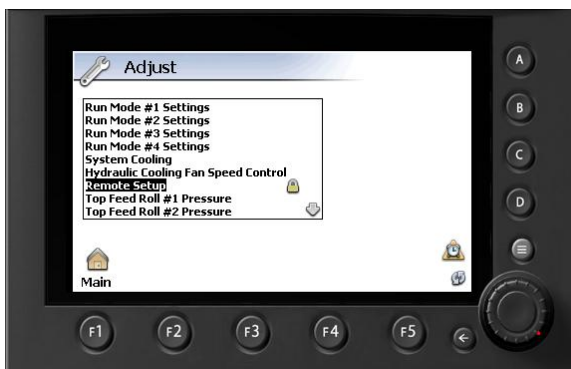 Adjust
Run Mode #1 Settings
Run Mode #2 Settings
Run Mode #3 Settings
Run Mode #4 Settings
System Cooling
Hydraulic Cooling Fan Speed Control
Remote Setup
Top Feed Roll #1 Pressure
Top Feed Roll #2 Pressure
Main
A
B
C
D
F1
F2
F3
F4
F5